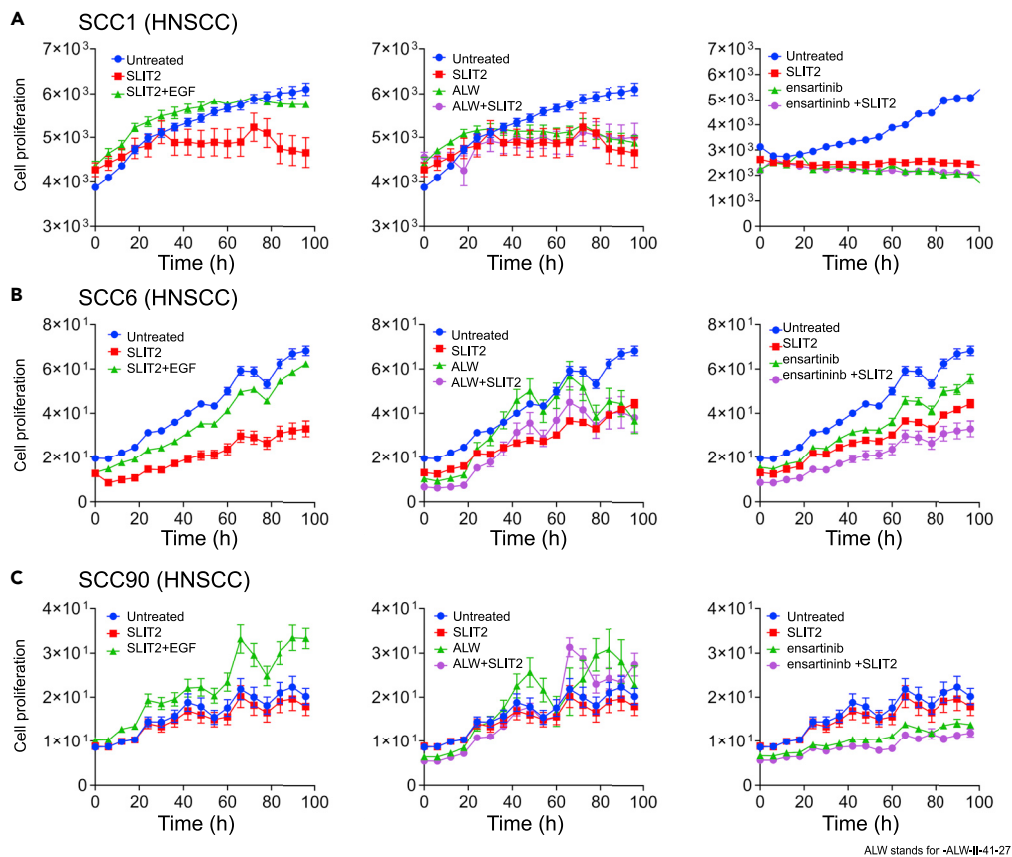 A SCC1 (HNSCC)
Cell proliferation
7×10³
6×10³
5×10³
4×10³
3×10³
Untreated
SLIT2
SLIT2+EGF
0 20 40 60 80 100
Time (h)
7×10³
6×10³
5×10³
4×10³
3×10³
Untreated
SLIT2
ALW
ALW+SLIT2
0 20 40 60 80 100
Time (h)
7×10³
6×10³
5×10³
4×10³
3×10³
2×10³
0
Untreated
SLIT2
ensartinib
ensartininb +SLIT2
0 20 40 60 80 100
Time (h)
B SCC6 (HNSCC)
Cell proliferation
8×10¹
6×10¹
4×10¹
2×10¹
0
Untreated
SLIT2
SLIT2+EGF
0 20 40 60 80 100
Time (h)
8×10¹
6×10¹
4×10¹
2×10¹
0
Untreated
SLIT2
ALW
ALW+SLIT2
0 20 40 60 80 100
Time (h)
8×10¹
6×10¹
4×10¹
2×10¹
0
Untreated
SLIT2
ensartinib
ensartininb +SLIT2
0 20 40 60 80 100
Time (h)
C SCC90 (HNSCC)
Cell proliferation
4×10¹
3×10¹
2×10¹
1×10¹
0
Untreated
SLIT2
SLIT2+EGF
0 20 40 60 80 100
Time (h)
4×10¹
3×10¹
2×10¹
1×10¹
0
Untreated
SLIT2
ALW
ALW+SLIT2
0 20 40 60 80 100
Time (h)
4×10¹
3×10¹
2×10¹
1×10¹
0
Untreated
SLIT2
ensartinib
ensartininb +SLIT2
0 20 40 60 80 100
Time (h)
ALW stands for -ALW-II-41-27